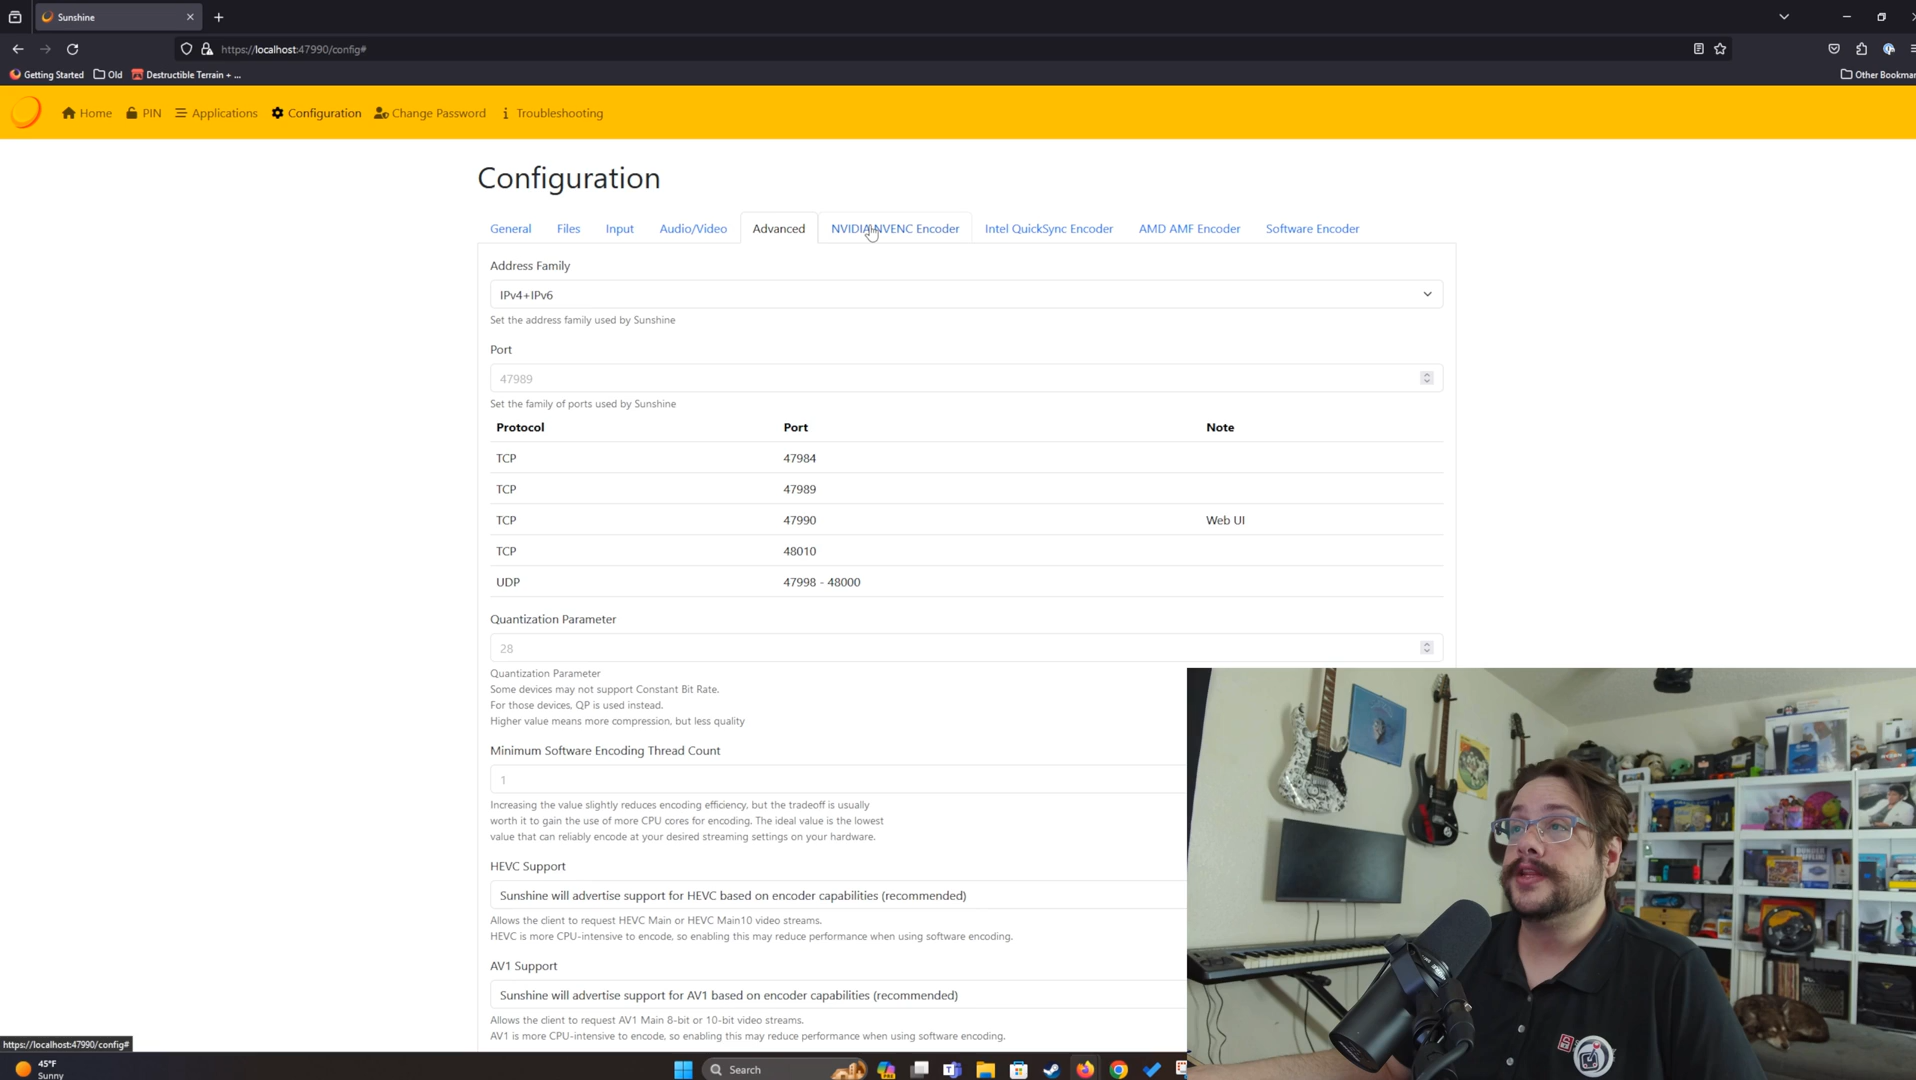 Sunshine
https://localhost:47990/config#
Getting Started Old Destructible Terrain + ... Other Bookmar
Home PIN Applications Configuration Change Password Troubleshooting
Configuration
General Files Input Audio/Video Advanced NVIDIA NVENC Encoder Intel QuickSync Encoder AMD AMF Encoder Software Encoder
Address Family
IPv4+IPv6
Set the address family used by Sunshine
Port
47989
Set the family of ports used by Sunshine
Protocol Port Note
TCP 47984
TCP 47989
TCP 47990 Web UI
TCP 48010
UDP 47998 - 48000
Quantization Parameter
28
Quantization Parameter
Some devices may not support Constant Bit Rate.
For those devices, QP is used instead.
Higher value means more compression, but less quality
Minimum Software Encoding Thread Count
1
Increasing the value slightly reduces encoding efficiency, but the tradeoff is usually
worth it to gain the use of more CPU cores for encoding. The ideal value is the lowest
value that can reliably encode at your desired streaming settings on your hardware.
HEVC Support
Sunshine will advertise support for HEVC based on encoder capabilities (recommended)
Allows the client to request HEVC Main or HEVC Main10 video streams.
HEVC is more CPU-intensive to encode, so enabling this may reduce performance when using software encoding.
AV1 Support
Sunshine will advertise support for AV1 based on encoder capabilities (recommended)
Allows the client to request AV1 Main 8-bit or 10-bit video streams.
AV1 is more CPU-intensive to encode, so enabling this may reduce performance when using software encoding.
https://localhost:47990/config#
45°F
Sunny
Search